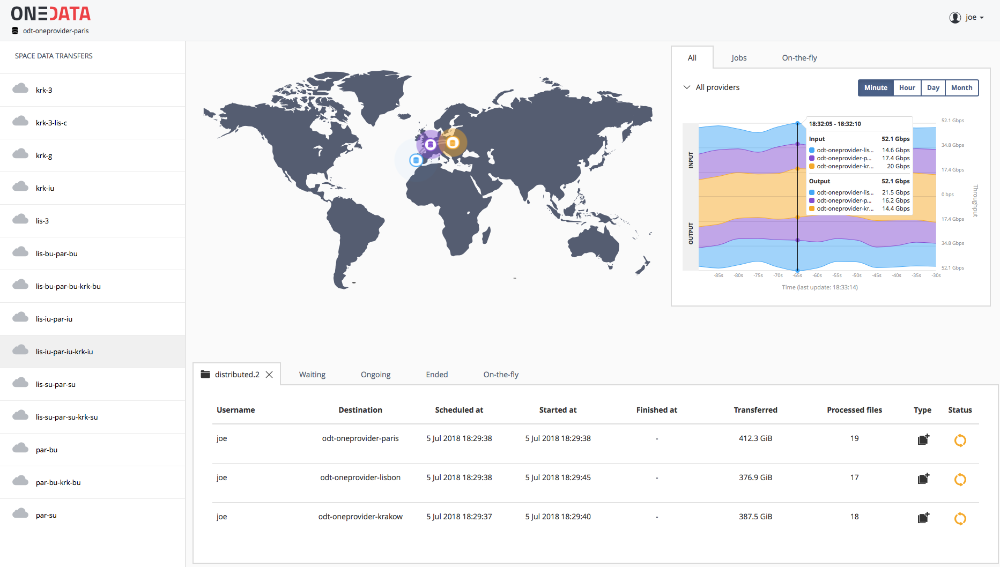 ONEDATA
odt-oneprovider-paris
joe
SPACE DATA TRANSFERS
krk-3
krk-3-lis-c
krk-g
krk-iu
lis-3
lis-bu-par-bu
lis-bu-par-bu-krk-bu
lis-iu-par-iu
lis-iu-par-iu-krk-iu
lis-su-par-su
lis-su-par-su-krk-su
par-bu
par-bu-krk-bu
par-su
All Jobs On-the-fly
All providers
Minute Hour Day Month
INPUT
OUTPUT
18:32:05 - 18:32:10
Input 52.1 Gbps
odt-oneprovider-lis... 14.6 Gbps
odt-oneprovider-p... 17.4 Gbps
odt-oneprovider-kr... 20 Gbps
Output 52.1 Gbps
odt-oneprovider-lis... 21.5 Gbps
odt-oneprovider-p... 16.2 Gbps
odt-oneprovider-kr... 14.4 Gbps
52.1 Gbps
34.8 Gbps
17.4 Gbps
0 bps
17.4 Gbps
34.8 Gbps
52.1 Gbps
Throughput
-85s -80s -75s -70s -65s -60s -55s -50s -45s -40s -35s -30s
Time (last update: 18:33:14)
distributed.2 Waiting Ongoing Ended On-the-fly
Username Destination Scheduled at Started at Finished at Transferred Processed files Type Status
joe odt-oneprovider-paris 5 Jul 2018 18:29:38 5 Jul 2018 18:29:38 - 412.3 GiB 19
joe odt-oneprovider-lisbon 5 Jul 2018 18:29:38 5 Jul 2018 18:29:45 - 376.9 GiB 17
joe odt-oneprovider-krakow 5 Jul 2018 18:29:37 5 Jul 2018 18:29:40 - 387.5 GiB 18